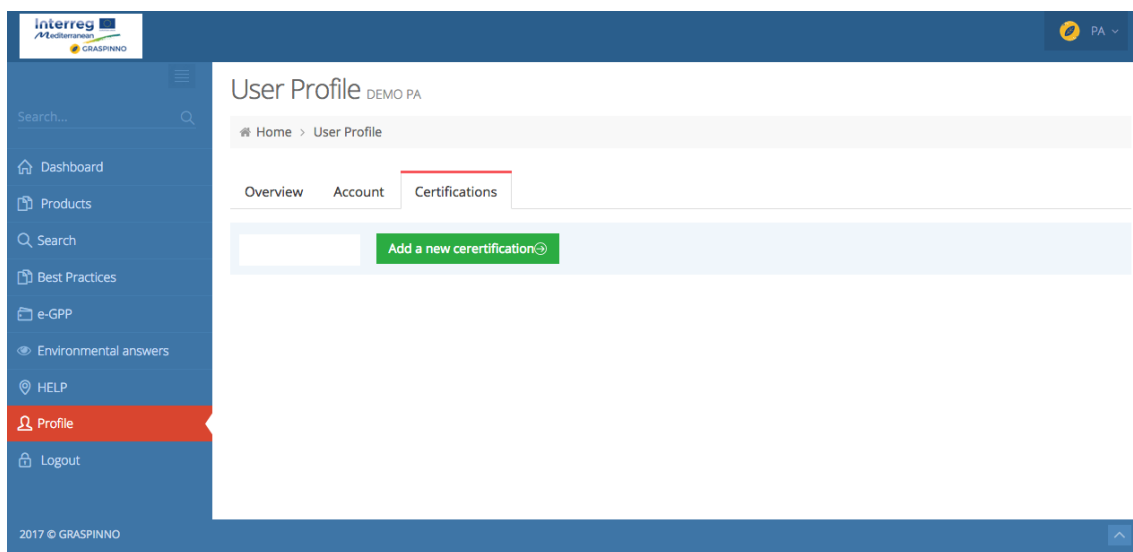 Interreg
Mediterranean
GRASPINNO
PA
Search...
Dashboard
Products
Search
Best Practices
e-GPP
Environmental answers
HELP
Profile
Logout
User Profile DEMO PA
Home > User Profile
Overview Account Certifications
Add a new cerertification
2017 © GRASPINNO